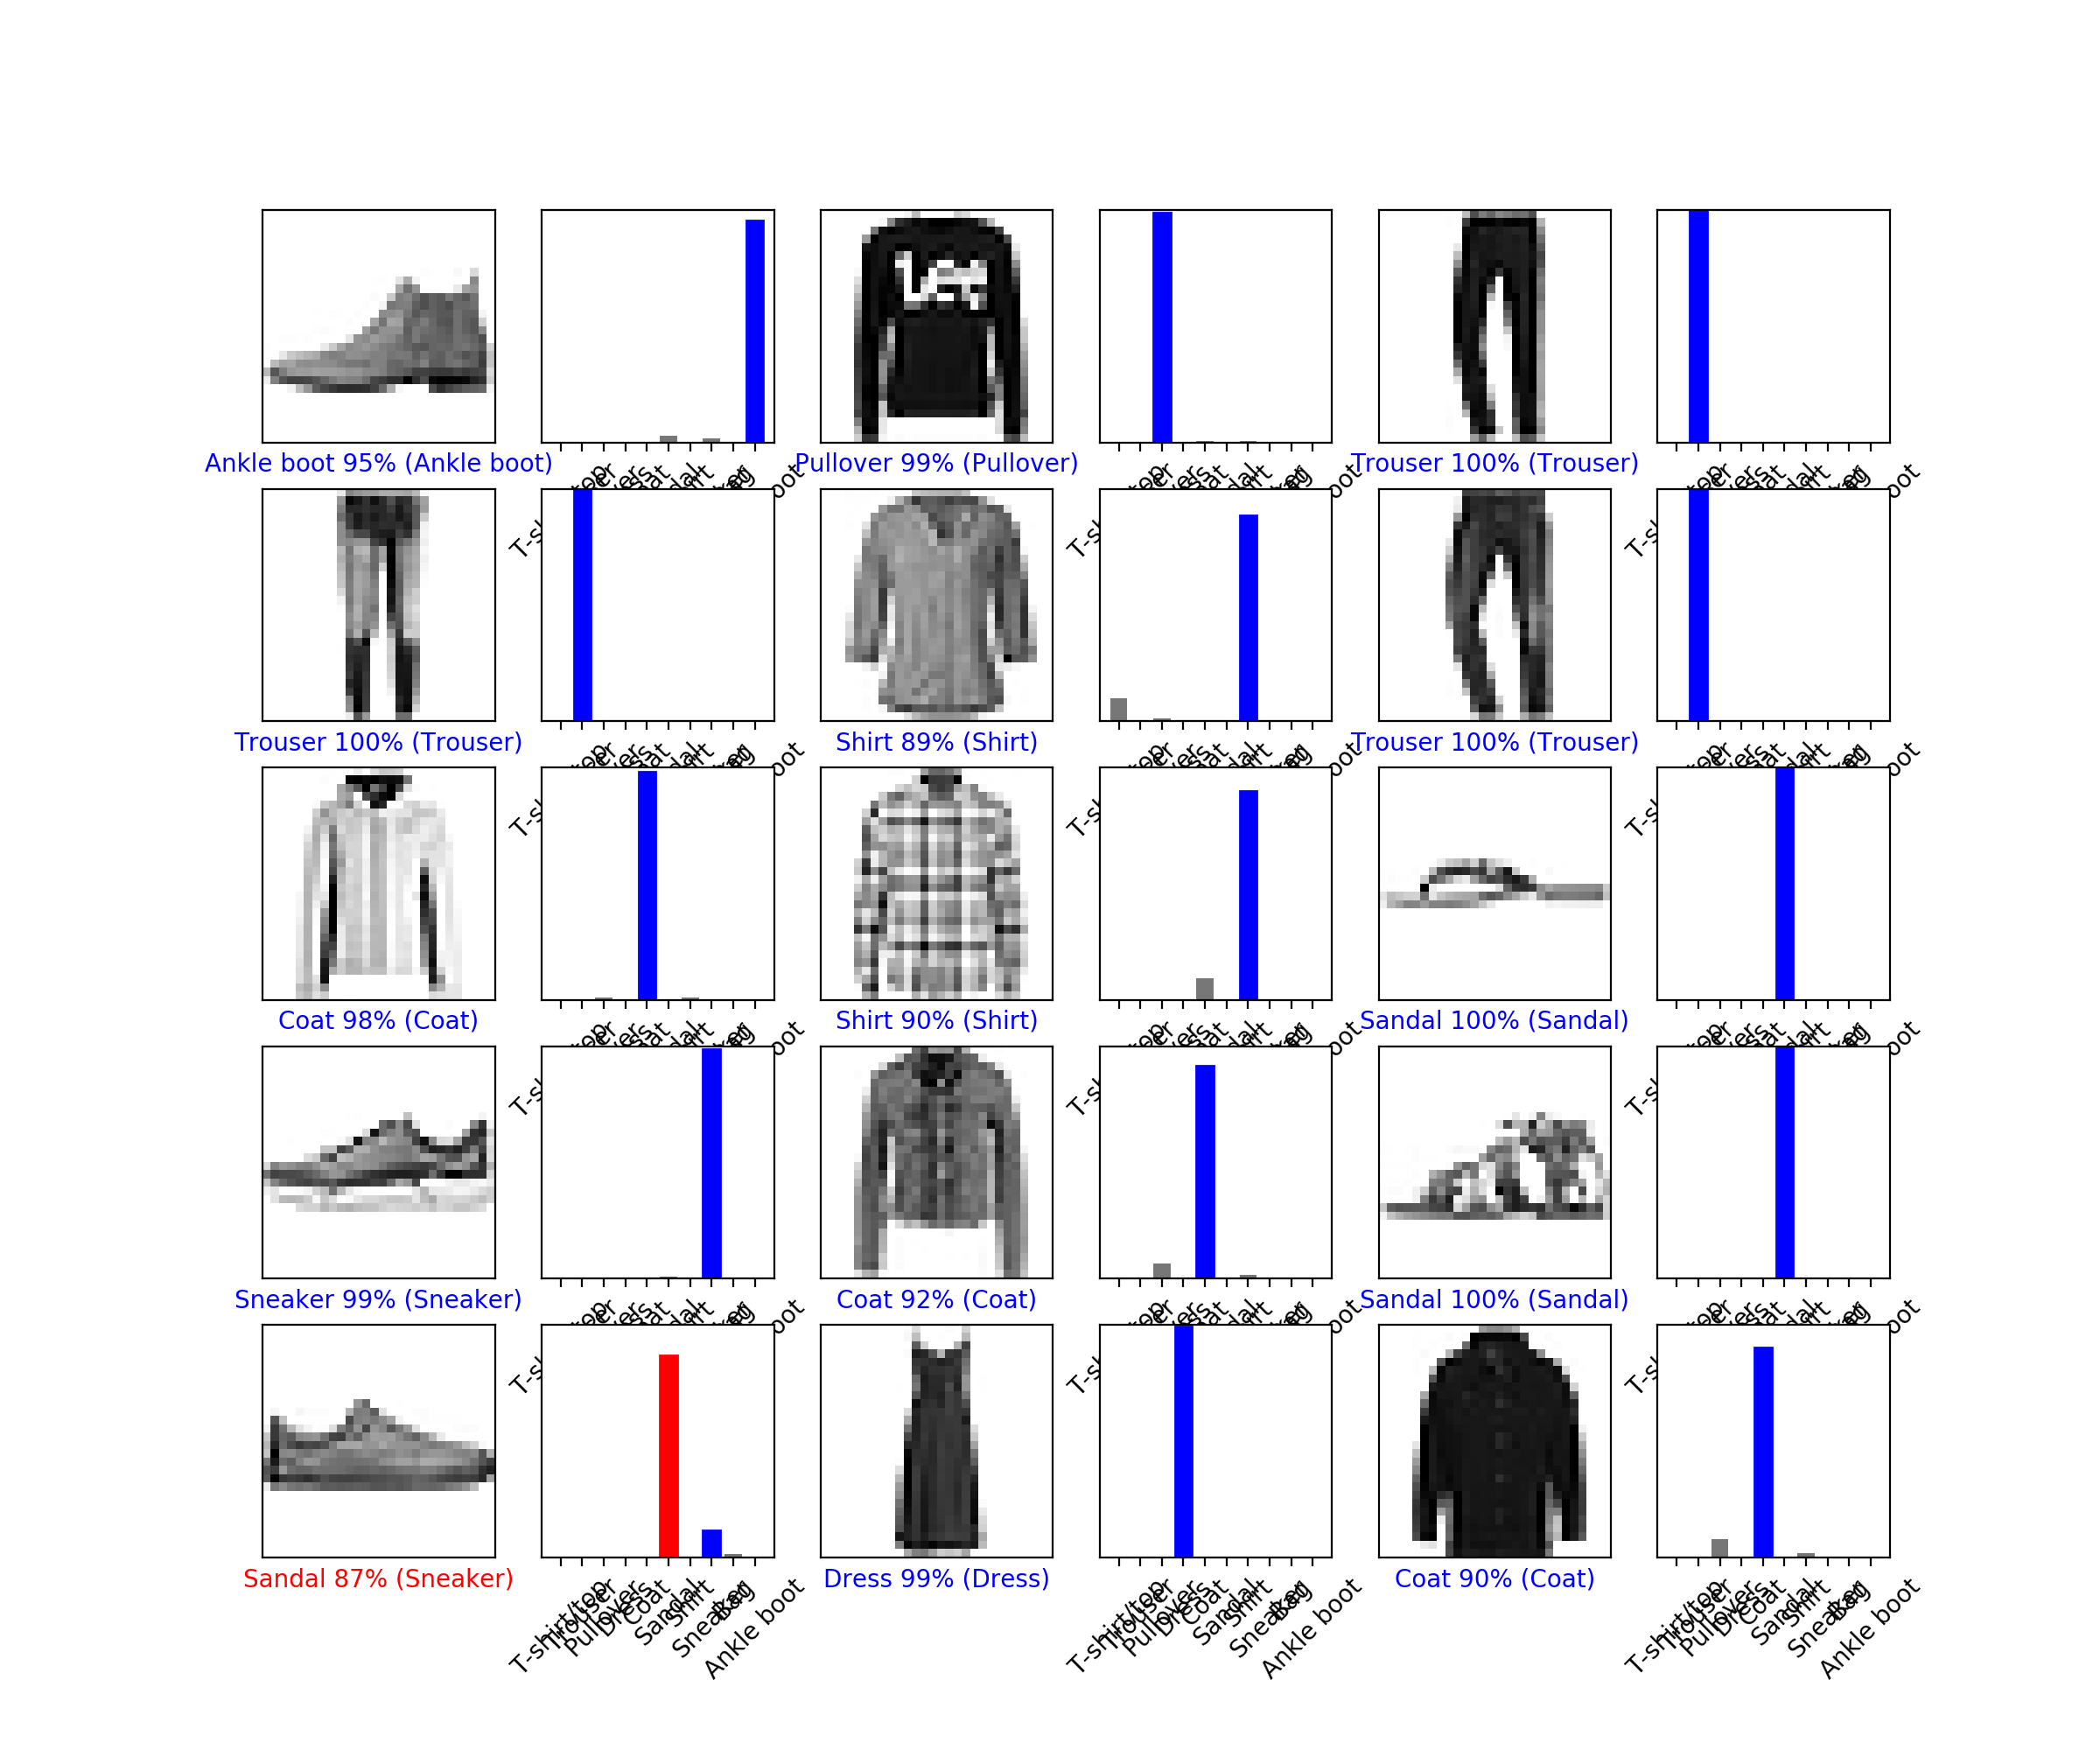 Ankle boot 95% (Ankle boot)
Pullover 99% (Pullover)
Trouser 100% (Trouser)
Trouser 100% (Trouser)
Shirt 89% (Shirt)
Trouser 100% (Trouser)
Coat 98% (Coat)
Shirt 90% (Shirt)
Sandal 100% (Sandal)
Sneaker 99% (Sneaker)
Coat 92% (Coat)
Sandal 100% (Sandal)
Sandal 87% (Sneaker)
T-shirt/top
Trouser
Pullover
Dress
Coat
Sandal
Shirt
Sneaker
Bag
Ankle boot
Dress 99% (Dress)
T-shirt/top
Trouser
Pullover
Dress
Coat
Sandal
Shirt
Sneaker
Bag
Ankle boot
Coat 90% (Coat)
T-shirt/top
Trouser
Pullover
Dress
Coat
Sandal
Shirt
Sneaker
Bag
Ankle boot